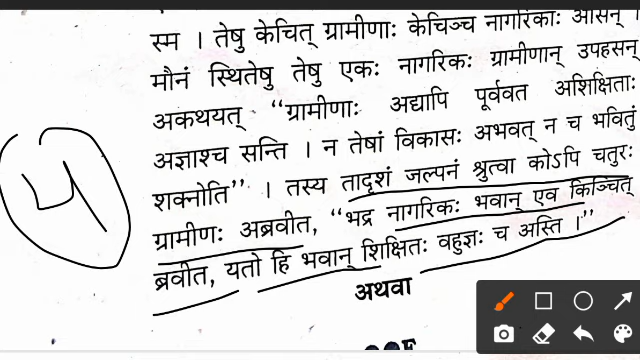 स्म । तेषु केचित् ग्रामीणाः केचिञ्च नागरिकाः आसन् ।
मौनं स्थितेषु तेषु एकः नागरिकः ग्रामीणान् उपहसन्
अकथयत् “ग्रामीणाः अद्यापि पूर्ववत अशिक्षिताः
अज्ञाश्च सन्ति । न तेषां विकासः अभवत् न च भवितुं
शक्नोति” । तस्य तादृशं जल्पनं श्रुत्वा कोऽपि चतुरः
ग्रामीणः अब्रवीत, “भद्र नागरिकः भवान् एव किञ्चित्
ब्रवीत, यतो हि भवान् शिक्षितः वहुज्ञः च अस्ति ।”
अथवा